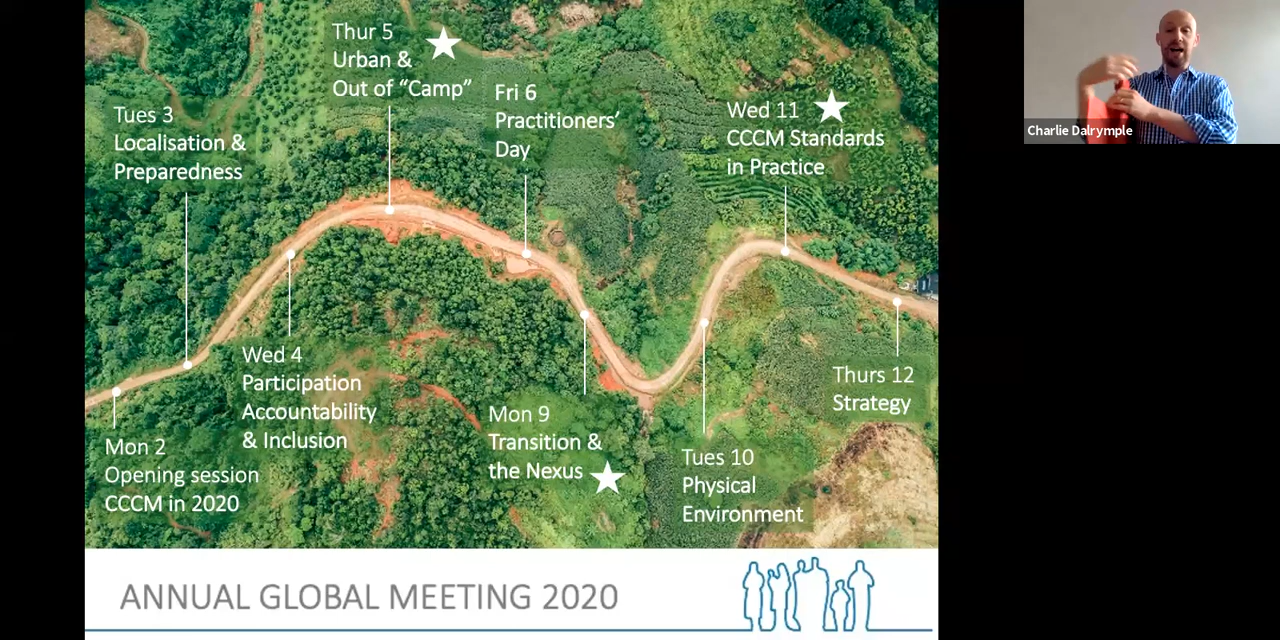 Thur 5
Urban &
Out of “Camp”
Fri 6
Practitioners’
Day
Tues 3
Localisation &
Preparedness
Wed 11
CCCM Standards
in Practice
Charlie Dalrymple
Wed 4
Participation
Accountability
& Inclusion
Mon 9
Transition &
the Nexus
Thurs 12
Strategy
Mon 2
Opening session
CCCM in 2020
Tues 10
Physical
Environment
ANNUAL GLOBAL MEETING 2020